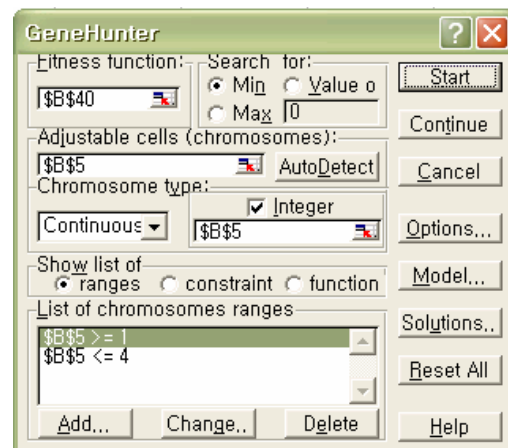 GeneHunter
Fitness function:
$B$40
Search for:
Min
Value o
Max
0
Start
Continue
Adjustable cells (chromosomes):
$B$5
AutoDetect
Cancel
Chromosome type:
Continuous
Integer
$B$5
Options...
Show list of
ranges
constraint
function
Model...
List of chromosomes ranges
$B$5 >= 1
$B$5 <= 4
Solutions..
Reset All
Add...
Change..
Delete
Help